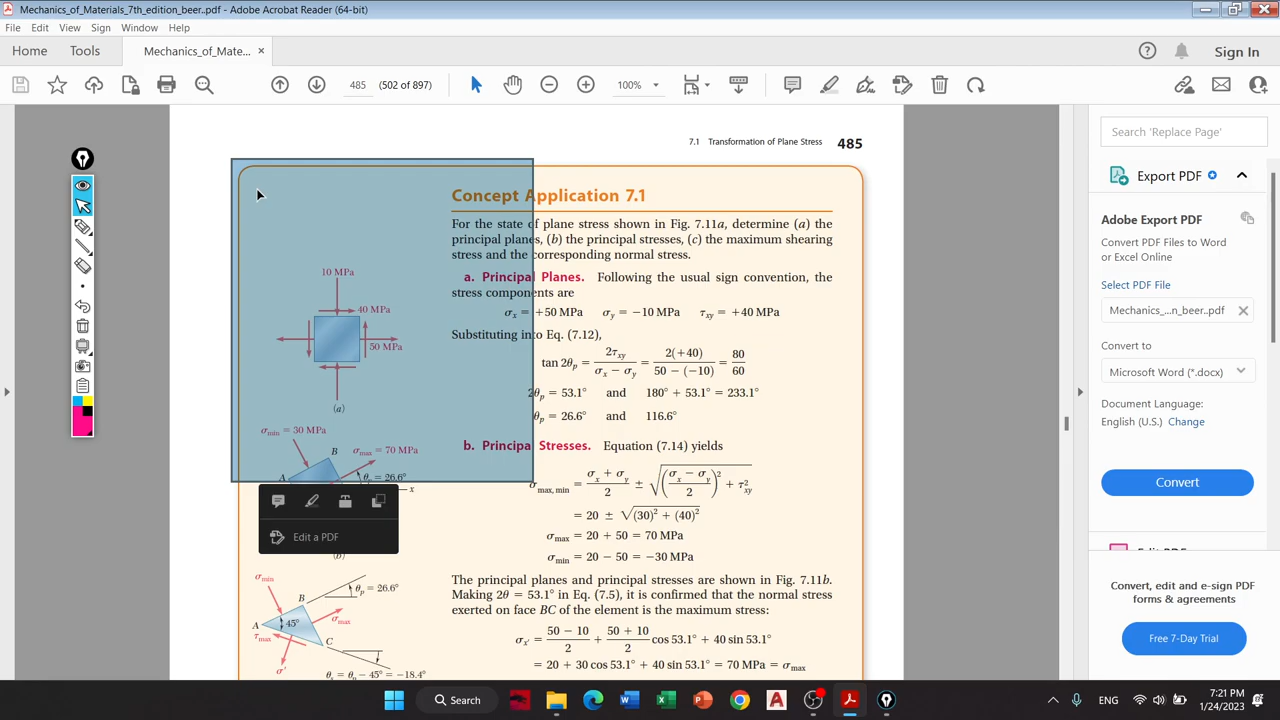 Mechanics_of_Materials_7th_edition_beer..pdf - Adobe Acrobat Reader (64-bit)
File Edit View Sign Window Help
Home Tools Mechanics_of_Mate... × Sign In
485 (502 of 897) 100%
7.1 Transformation of Plane Stress 485
Concept Application 7.1
For the state of plane stress shown in Fig. 7.11a, determine (a) the
principal planes, (b) the principal stresses, (c) the maximum shearing
stress and the corresponding normal stress.
a. Principal Planes. Following the usual sign convention, the
stress components are
σx = +50 MPa σy = −10 MPa τxy = +40 MPa
Substituting into Eq. (7.12),
tan 2θp = 2τxy / (σx − σy) = 2(+40) / (50 − (−10)) = 80/60
2θp = 53.1° and 180° + 53.1° = 233.1°
θp = 26.6° and 116.6°
b. Principal Stresses. Equation (7.14) yields
σmax, min = (σx + σy)/2 ± √(((σx − σy)/2)² + τ²xy)
= 20 ± √((30)² + (40)²)
σmax = 20 + 50 = 70 MPa
σmin = 20 − 50 = −30 MPa
The principal planes and principal stresses are shown in Fig. 7.11b.
Making 2θ = 53.1° in Eq. (7.5), it is confirmed that the normal stress
exerted on face BC of the element is the maximum stress:
σx′ = (50 − 10)/2 + (50 + 10)/2 cos 53.1° + 40 sin 53.1°
= 20 + 30 cos 53.1° + 40 sin 53.1° = 70 MPa = σmax
10 MPa
40 MPa
50 MPa
(a)
σmin = 30 MPa
B
σmax = 70 MPa
A
θp = 26.6°
x
Edit a PDF
(b)
σmin
θp = 26.6°
B
σmax
A
45°
τmax
C
σ′
θs = θp − 45° = −18.4°
Search 'Replace Page'
Export PDF
Adobe Export PDF
Convert PDF Files to Word
or Excel Online
Select PDF File
Mechanics_...n_beer.pdf
Convert to
Microsoft Word (*.docx)
Document Language:
English (U.S.) Change
Convert
Edit PDF
Convert, edit and e-sign PDF
forms & agreements
Free 7-Day Trial
Search
ENG
7:21 PM
1/24/2023